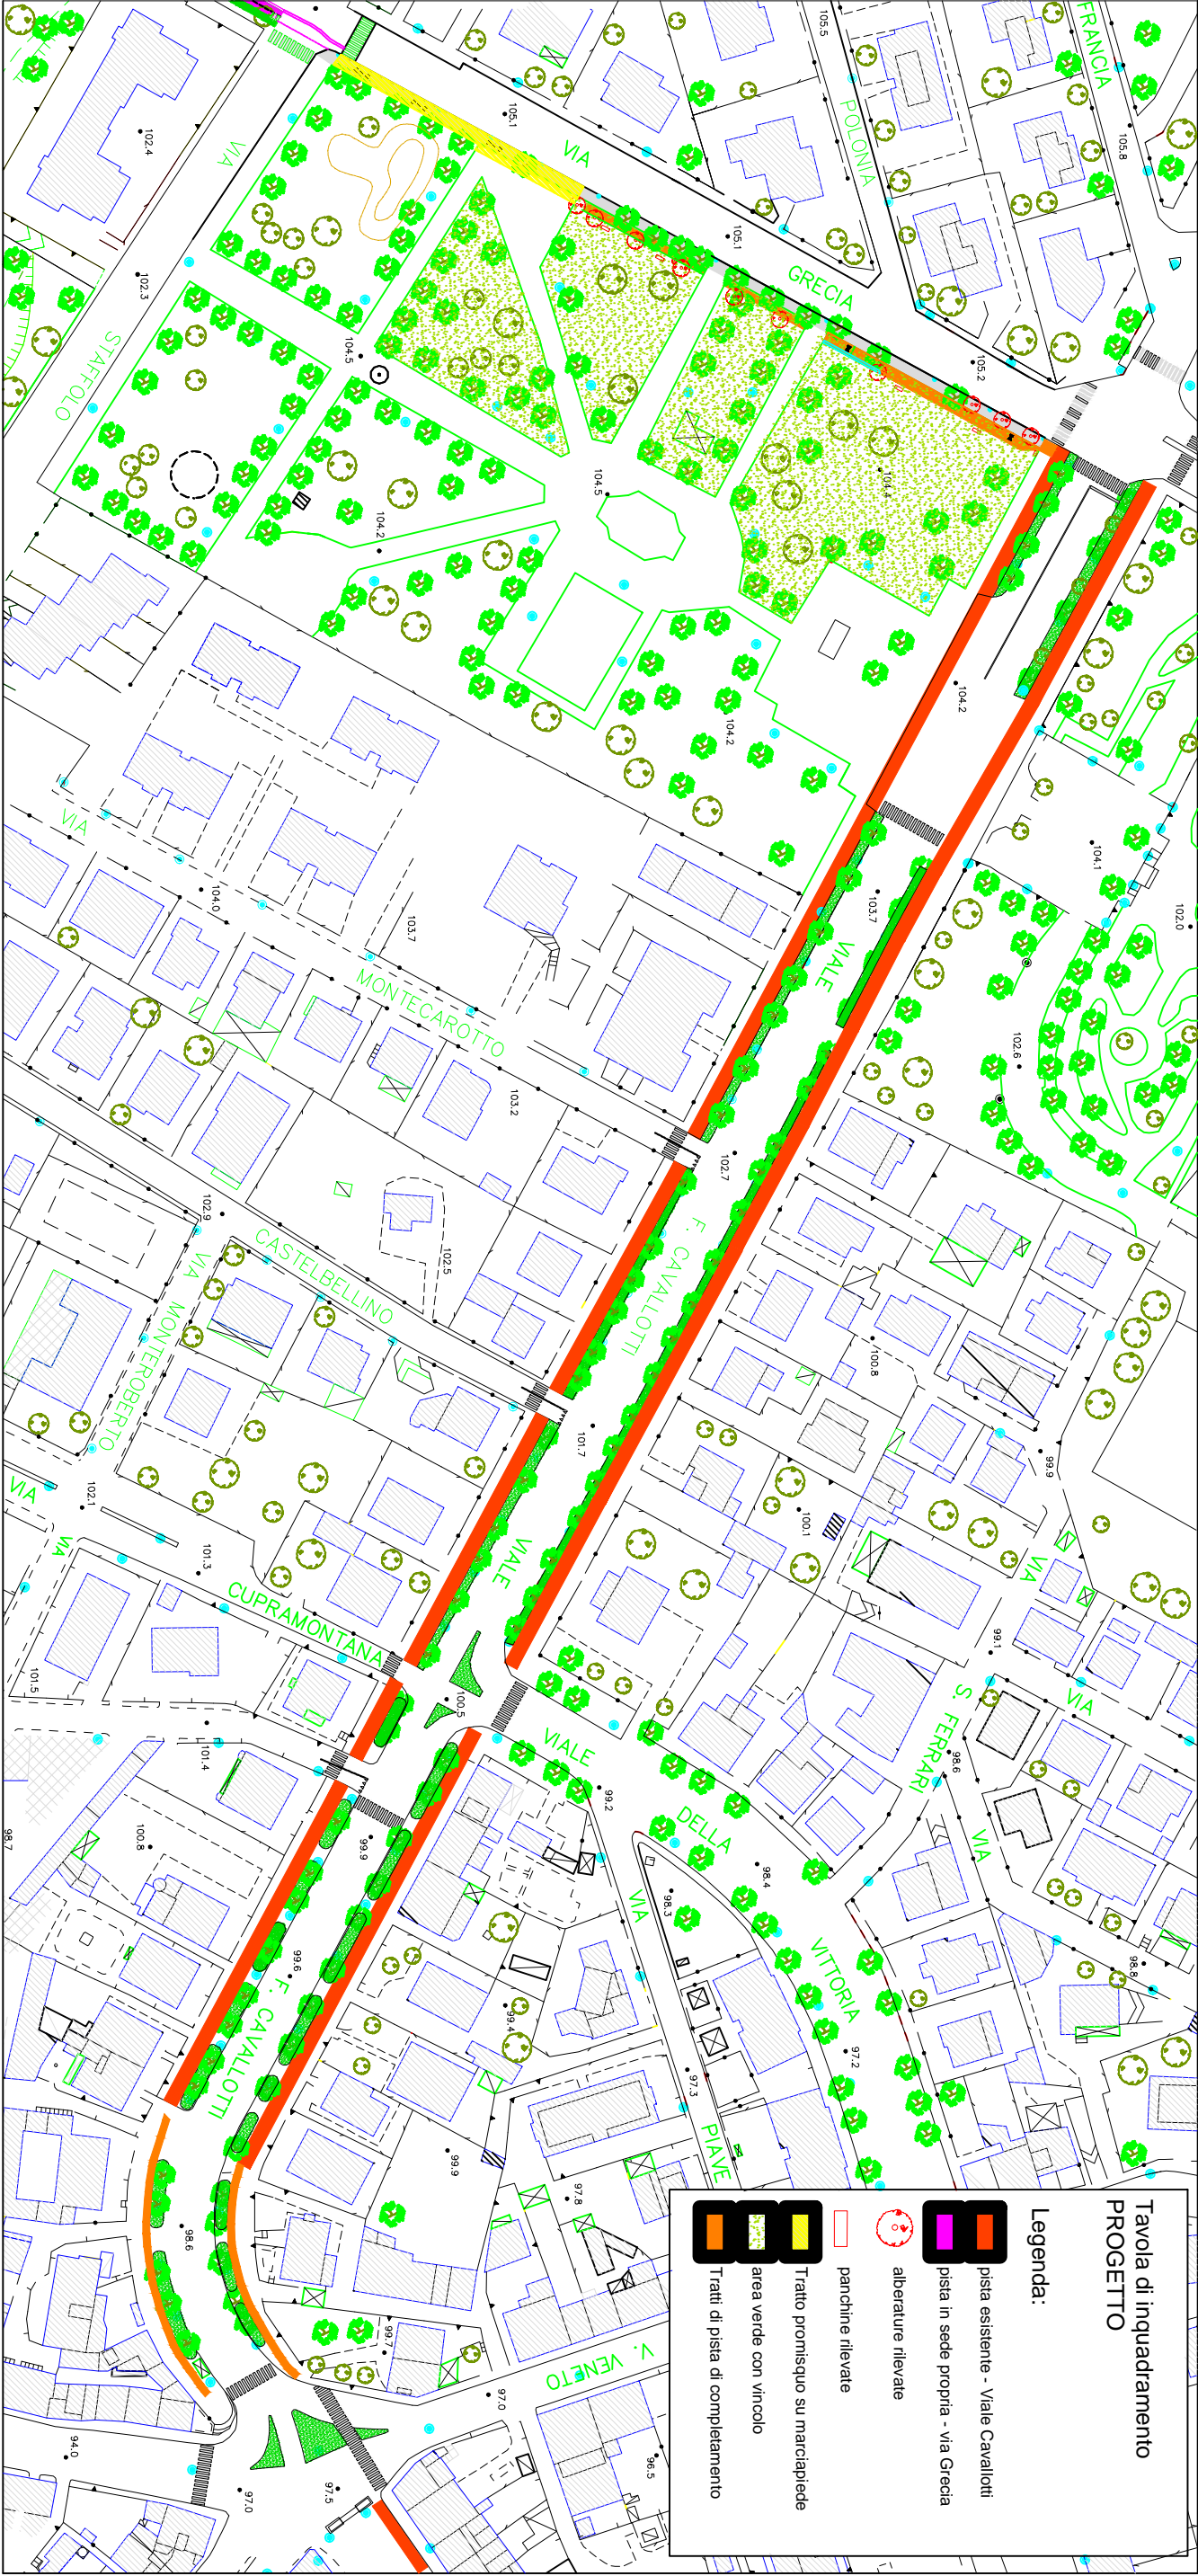 Tavola di inquadramento
PROGETTO
Legenda:
pista esistente - Viale Cavallotti
pista in sede propria - via Grecia
alberature rilevate
panchine rilevate
Tratto promisquo su marciapiede
area verde con vincolo
Tratti di pista di completamento
FRANCIA
105.8
105.5
POLONIA
105.1
VIA
105.1
GRECIA
105.2
102.4
VIA
102.3
STAFFOLO
104.5
104.5
104.4
104.2
104.2
104.2
104.1
102.0
103.7
VIALE
102.6
VIA
104.0
103.7
MONTECAROTTO
103.2
102.7
F. CAVALLOTTI
102.9
VIA
MONTEROBERTO
CASTELBELLINO
102.5
100.8
101.7
99.9
100.1
VIALE
VIA
VIA
102.1
101.3
CUPRAMONTANA
101.5
101.4
100.5
VIALE
DELLA
VITTORIA
99.2
98.4
98.3
97.2
VIA
99.1
S. FERRARI
VIA
98.6
VIA
98.8
98.7
100.8
99.9
99.6
F. CAVALLOTTI
99.4
97.3
VIA
PIAVE
99.9
97.8
98.6
99.7
V. VENETO
97.0
96.5
94.0
97.0
97.5